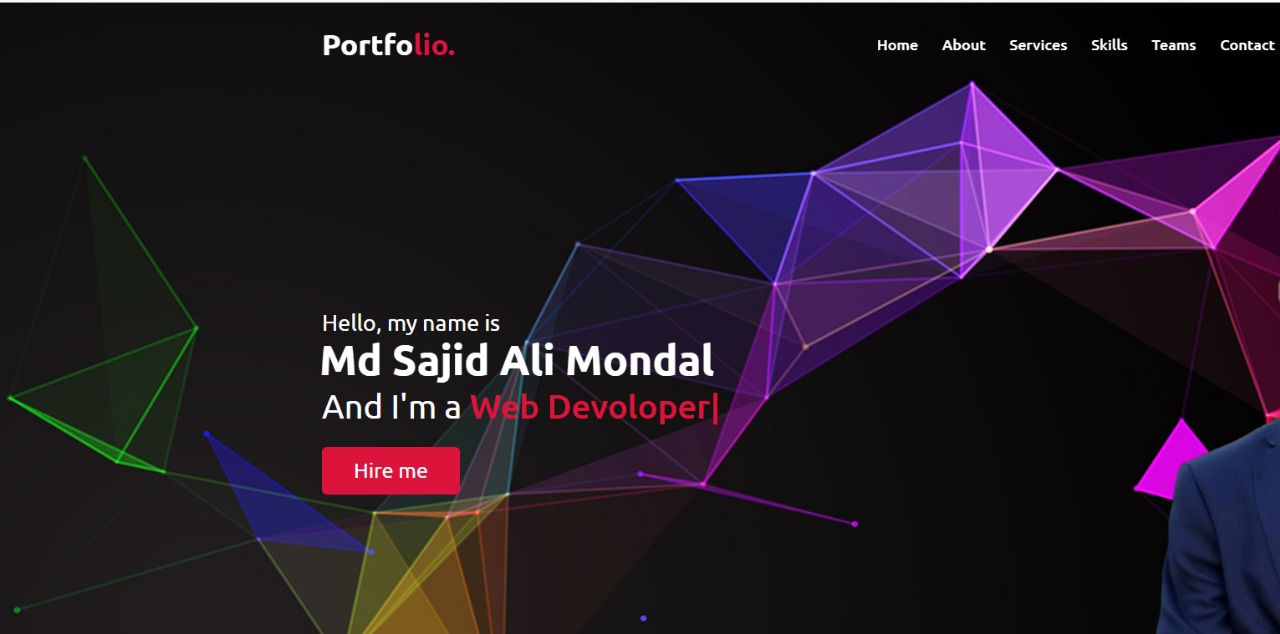 Portfolio.
Home About Services Skills Teams Contact
Hello, my name is
Md Sajid Ali Mondal
And I'm a Web Devoloper|
Hire me